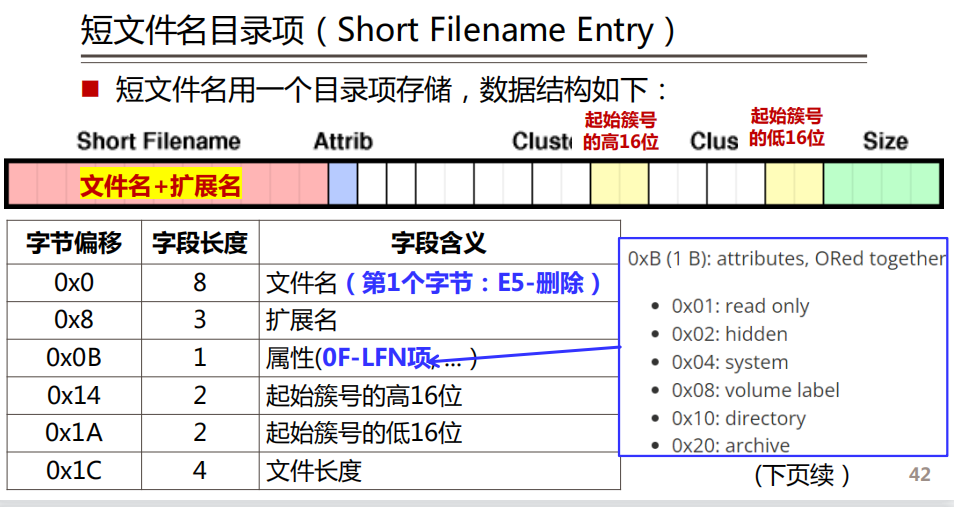 短文件名目录项（Short Filename Entry）
■ 短文件名用一个目录项存储，数据结构如下：
Short Filename Attrib Clust 起始簇号的高16位 Clus 起始簇号的低16位 Size
文件名+扩展名
字节偏移 字段长度 字段含义
0x0 8 文件名（第1个字节：E5-删除）
0x8 3 扩展名
0x0B 1 属性(0F-LFN项, ... )
0x14 2 起始簇号的高16位
0x1A 2 起始簇号的低16位
0x1C 4 文件长度
0xB (1 B): attributes, ORed together
• 0x01: read only
• 0x02: hidden
• 0x04: system
• 0x08: volume label
• 0x10: directory
• 0x20: archive
(下页续)
42